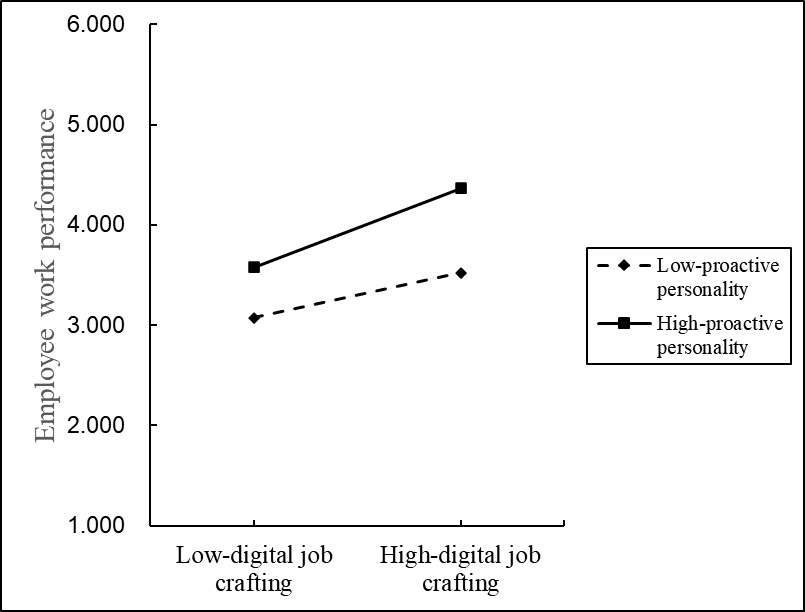 6.000
5.000
4.000
3.000
2.000
1.000
Employee work performance
Low-digital job
crafting
High-digital job
crafting
Low-proactive
personality
High-proactive
personality